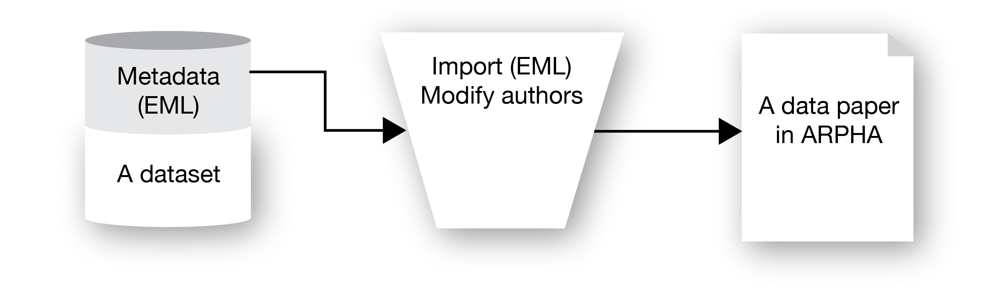 Metadata
(EML)
A dataset
Import (EML)
Modify authors
A data paper
in ARPHA